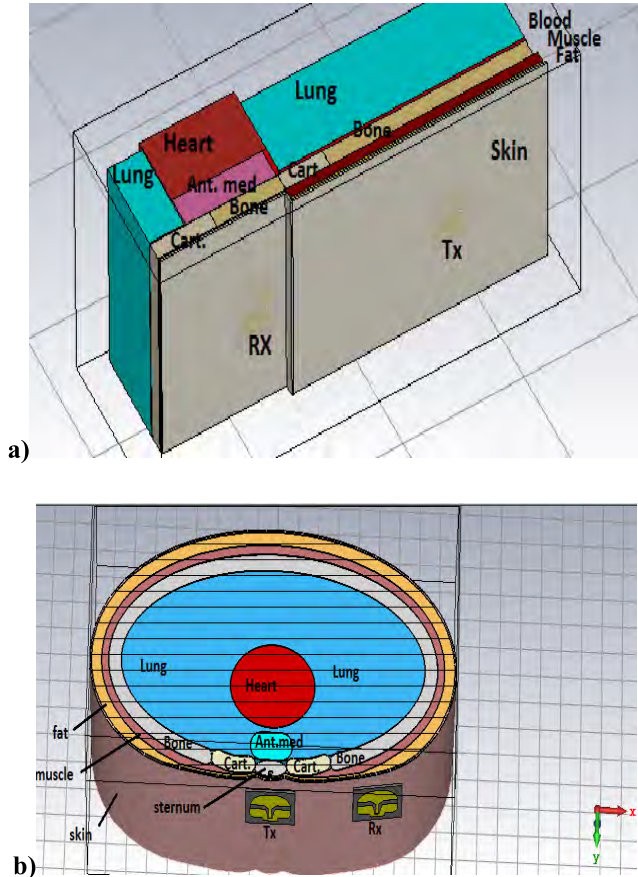 Blood
Muscle
Fat
Lung
Heart
Bone
Lung
Cart.
Skin
Ant. med
Bone
Cart.
Tx
RX
a)
Lung
Lung
Heart
fat
Bone
Ant.med
Bone
muscle
Cart.
Cart.
sternum
skin
Tx
Rx
x
y
b)